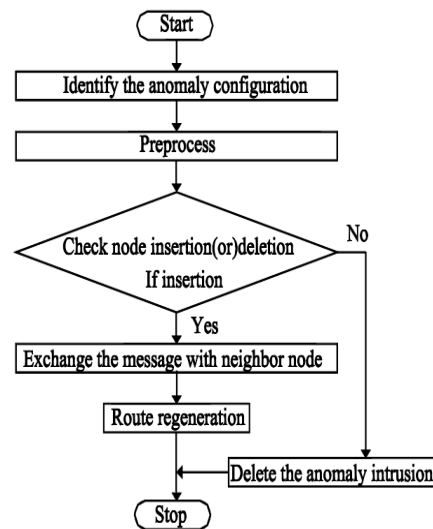 Start
Identify the anomaly configuration
Preprocess
Check node insertion(or)deletion
If insertion
No
Yes
Exchange the message with neighbor node
Route regeneration
Delete the anomaly intrusion
Stop